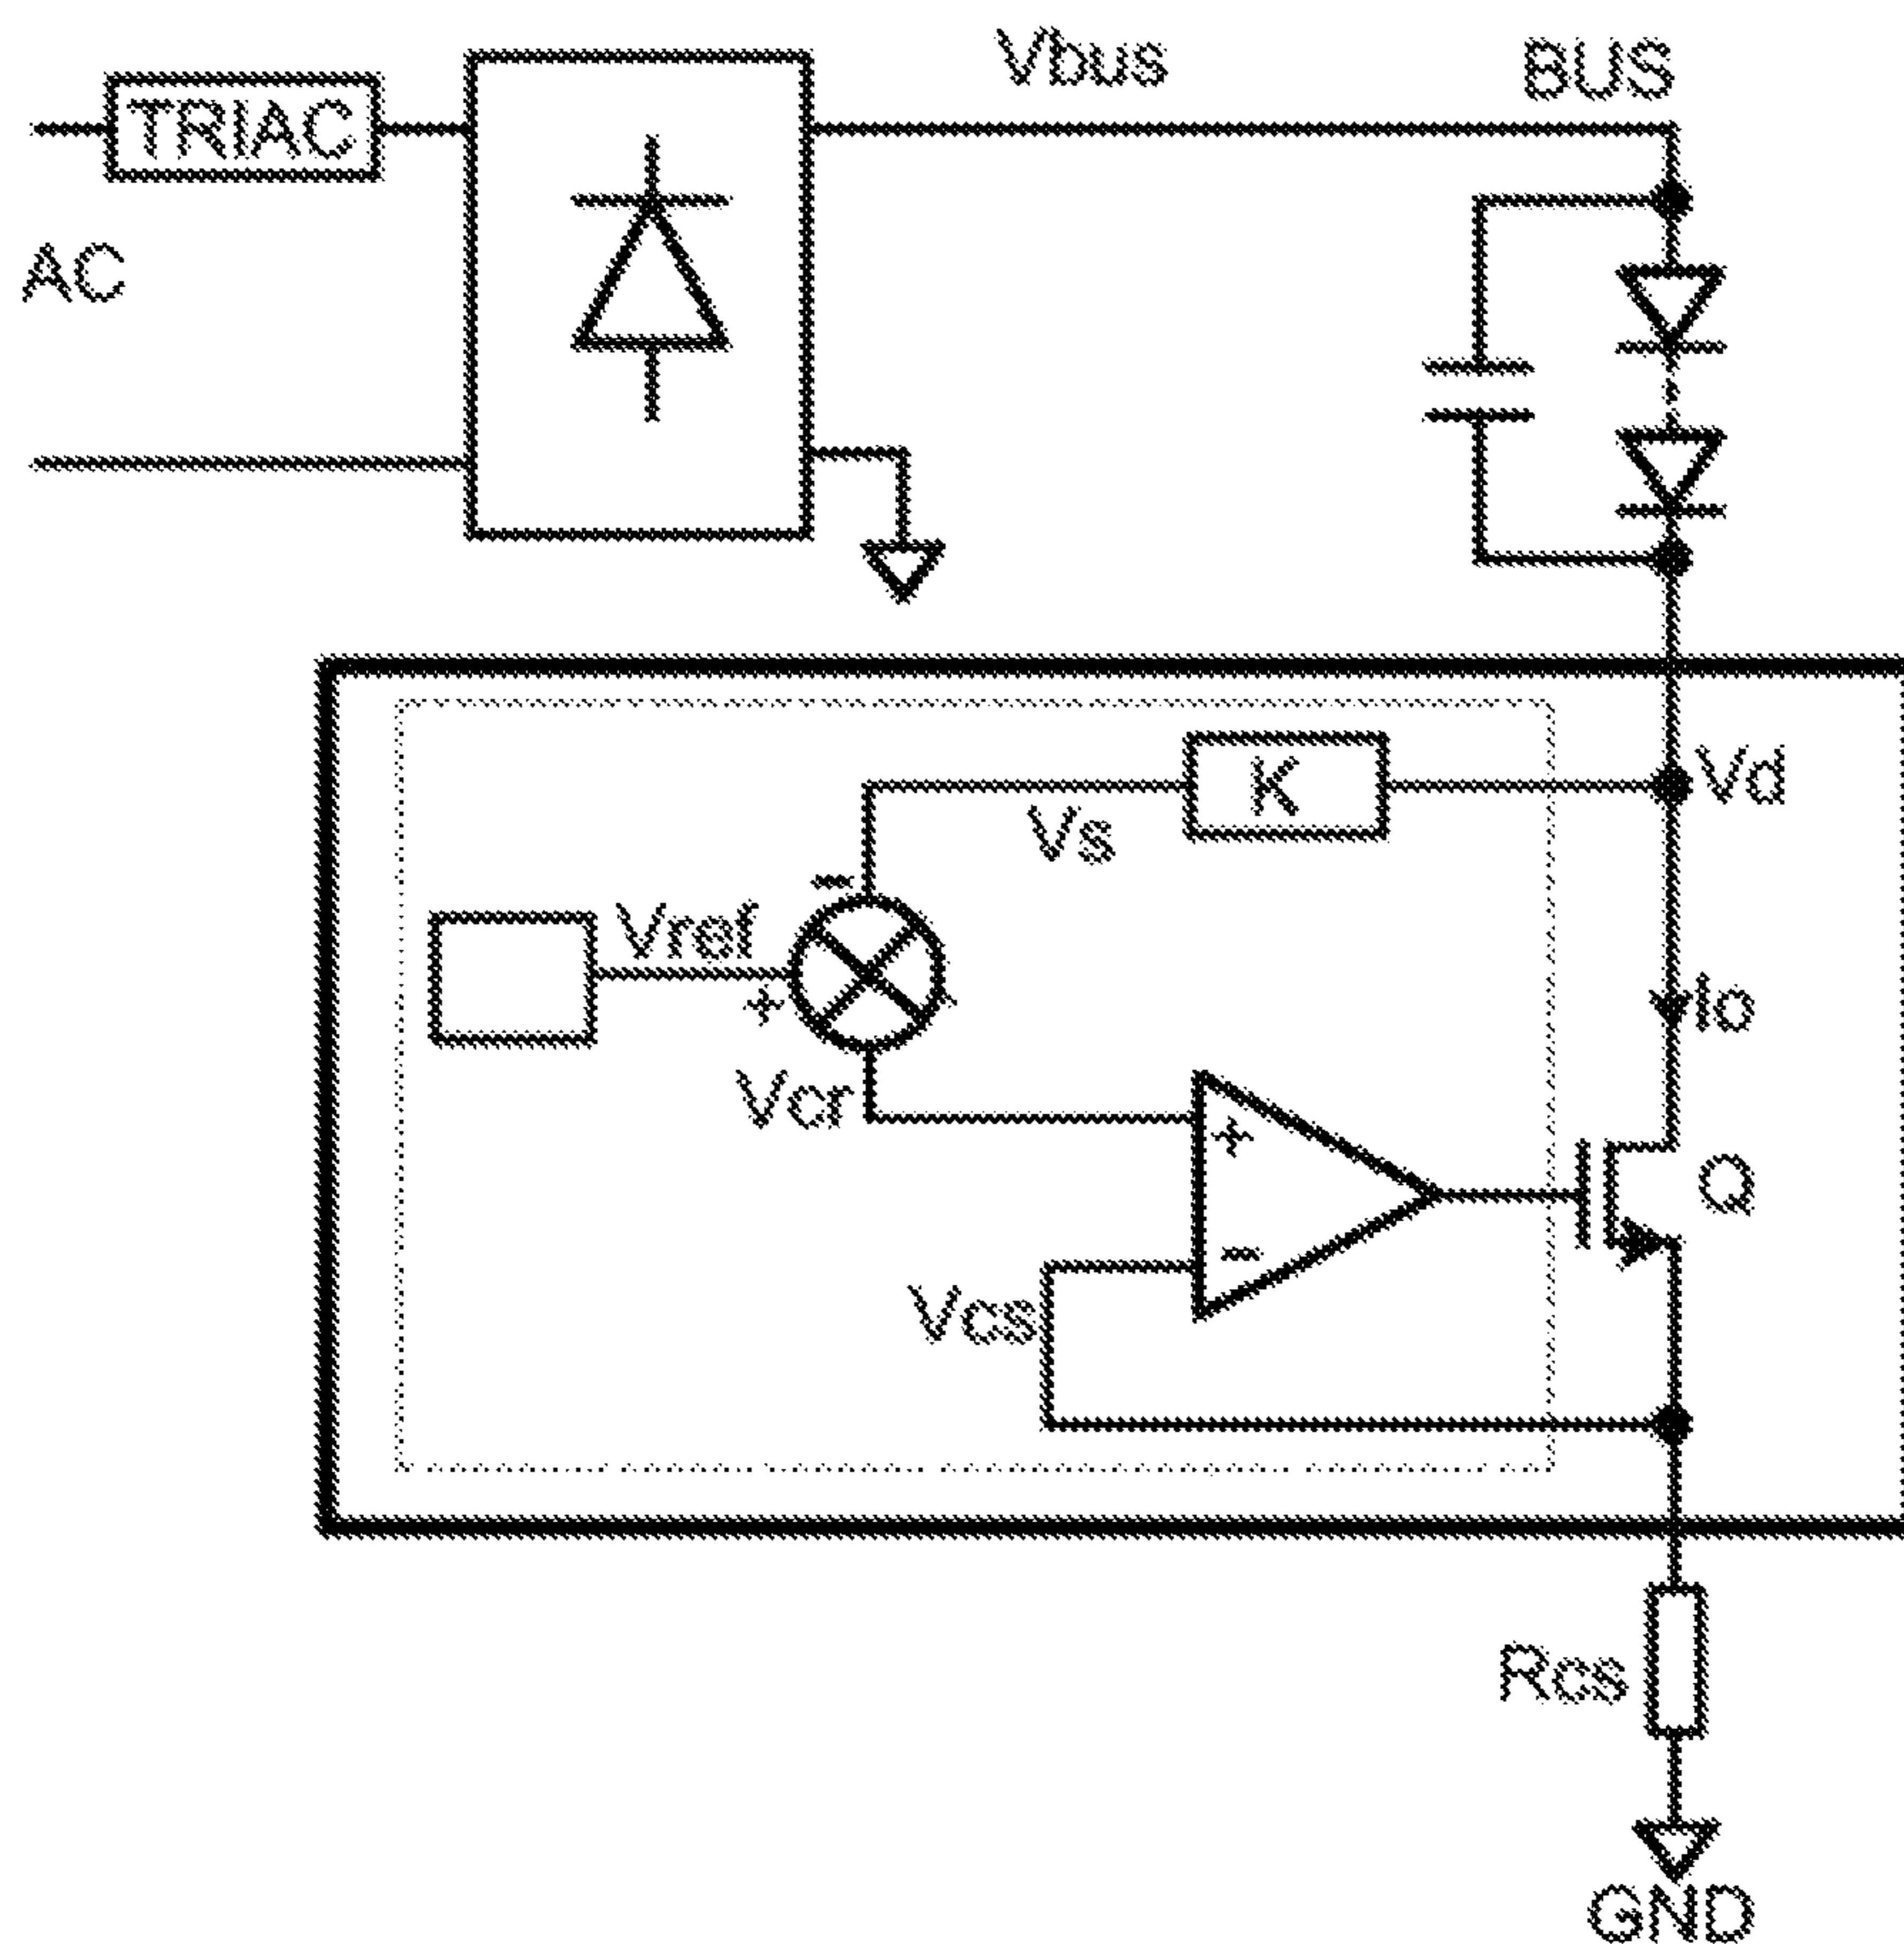 Vbus
BUS
TRIAC
AC
K
Vd
Vs
-
Vref
+
Io
Vcr
+
Q
-
Vcs
Rcs
GND